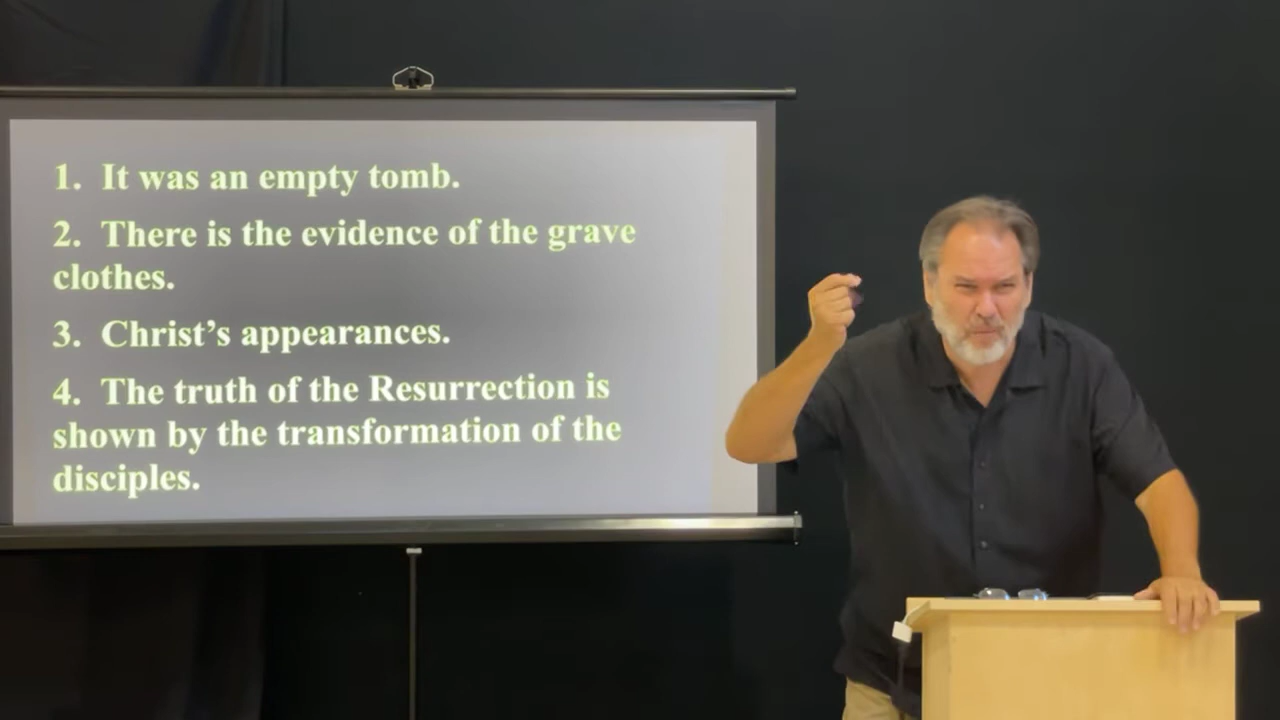 1. It was an empty tomb.
2. There is the evidence of the grave
clothes.
3. Christ's appearances.
4. The truth of the Resurrection is
shown by the transformation of the
disciples.